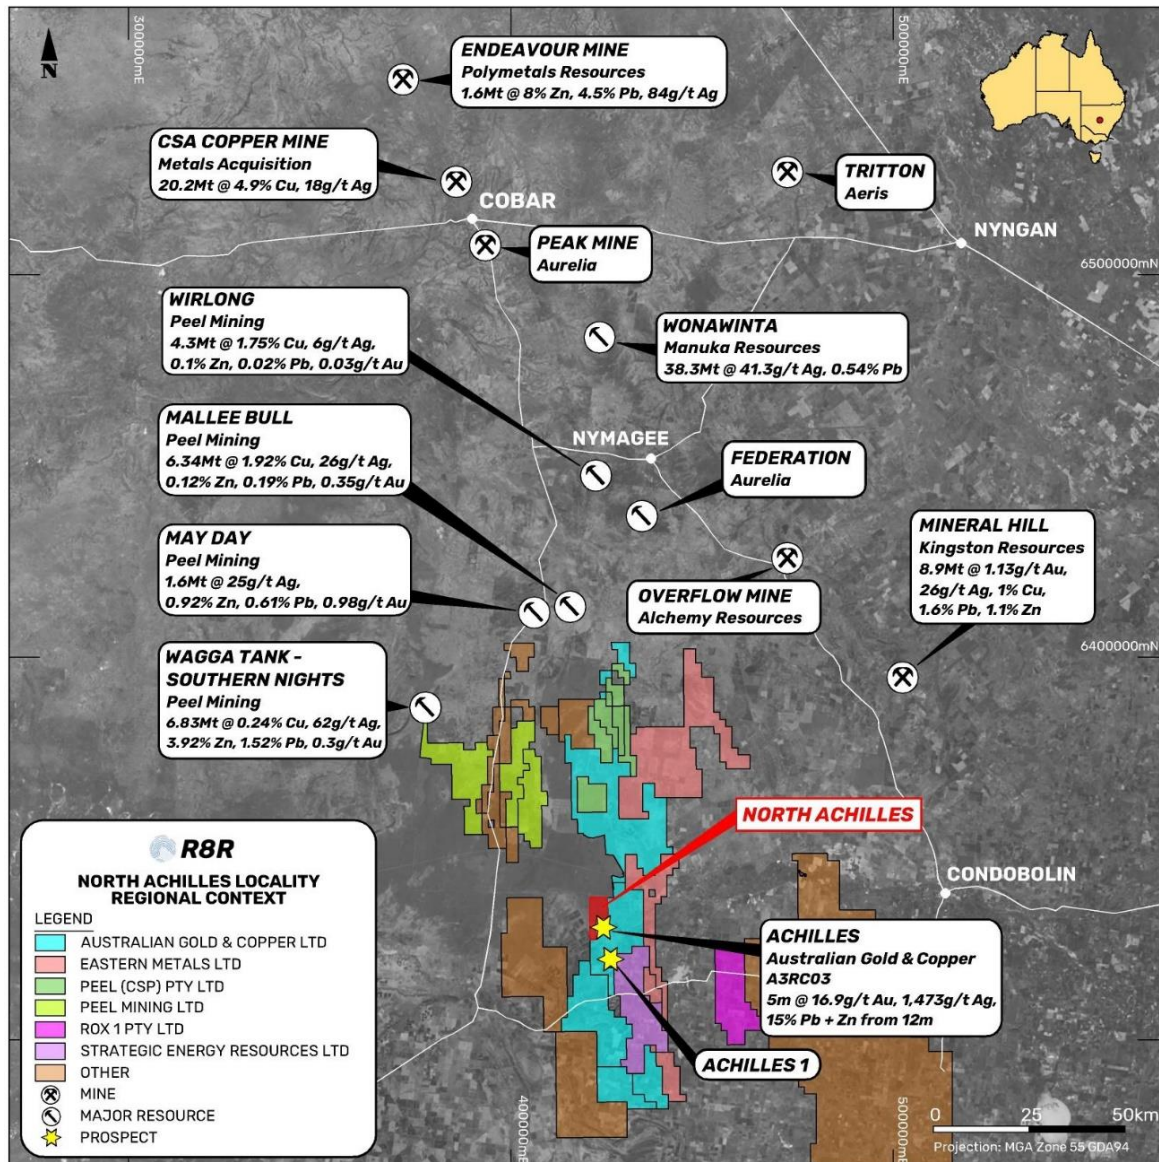 300000mE
500000mE
N
ENDEAVOUR MINE
Polymetals Resources
1.6Mt @ 8% Zn, 4.5% Pb, 84g/t Ag
CSA COPPER MINE
Metals Acquisition
20.2Mt @ 4.9% Cu, 18g/t Ag
TRITTON
Aeris
COBAR
NYNGAN
PEAK MINE
Aurelia
6500000mN
WIRLONG
Peel Mining
4.3Mt @ 1.75% Cu, 6g/t Ag,
0.1% Zn, 0.02% Pb, 0.03g/t Au
WONAWINTA
Manuka Resources
38.3Mt @ 41.3g/t Ag, 0.54% Pb
MALLEE BULL
Peel Mining
6.34Mt @ 1.92% Cu, 26g/t Ag,
0.12% Zn, 0.19% Pb, 0.35g/t Au
NYMAGEE
FEDERATION
Aurelia
MAY DAY
Peel Mining
1.6Mt @ 25g/t Ag,
0.92% Zn, 0.61% Pb, 0.98g/t Au
MINERAL HILL
Kingston Resources
8.9Mt @ 1.13g/t Au,
26g/t Ag, 1% Cu,
1.6% Pb, 1.1% Zn
OVERFLOW MINE
Alchemy Resources
6400000mN
WAGGA TANK -
SOUTHERN NIGHTS
Peel Mining
6.83Mt @ 0.24% Cu, 62g/t Ag,
3.92% Zn, 1.52% Pb, 0.3g/t Au
NORTH ACHILLES
CONDOBOLIN
ACHILLES
Australian Gold & Copper
A3RC03
5m @ 16.9g/t Au, 1,473g/t Ag,
15% Pb + Zn from 12m
ACHILLES 1
R8R
NORTH ACHILLES LOCALITY
REGIONAL CONTEXT
LEGEND
AUSTRALIAN GOLD & COPPER LTD
EASTERN METALS LTD
PEEL (CSP) PTY LTD
PEEL MINING LTD
ROX 1 PTY LTD
STRATEGIC ENERGY RESOURCES LTD
OTHER
MINE
MAJOR RESOURCE
PROSPECT
400000mE
500000mE
0 25 50km
Projection: MGA Zone 55 GDA94